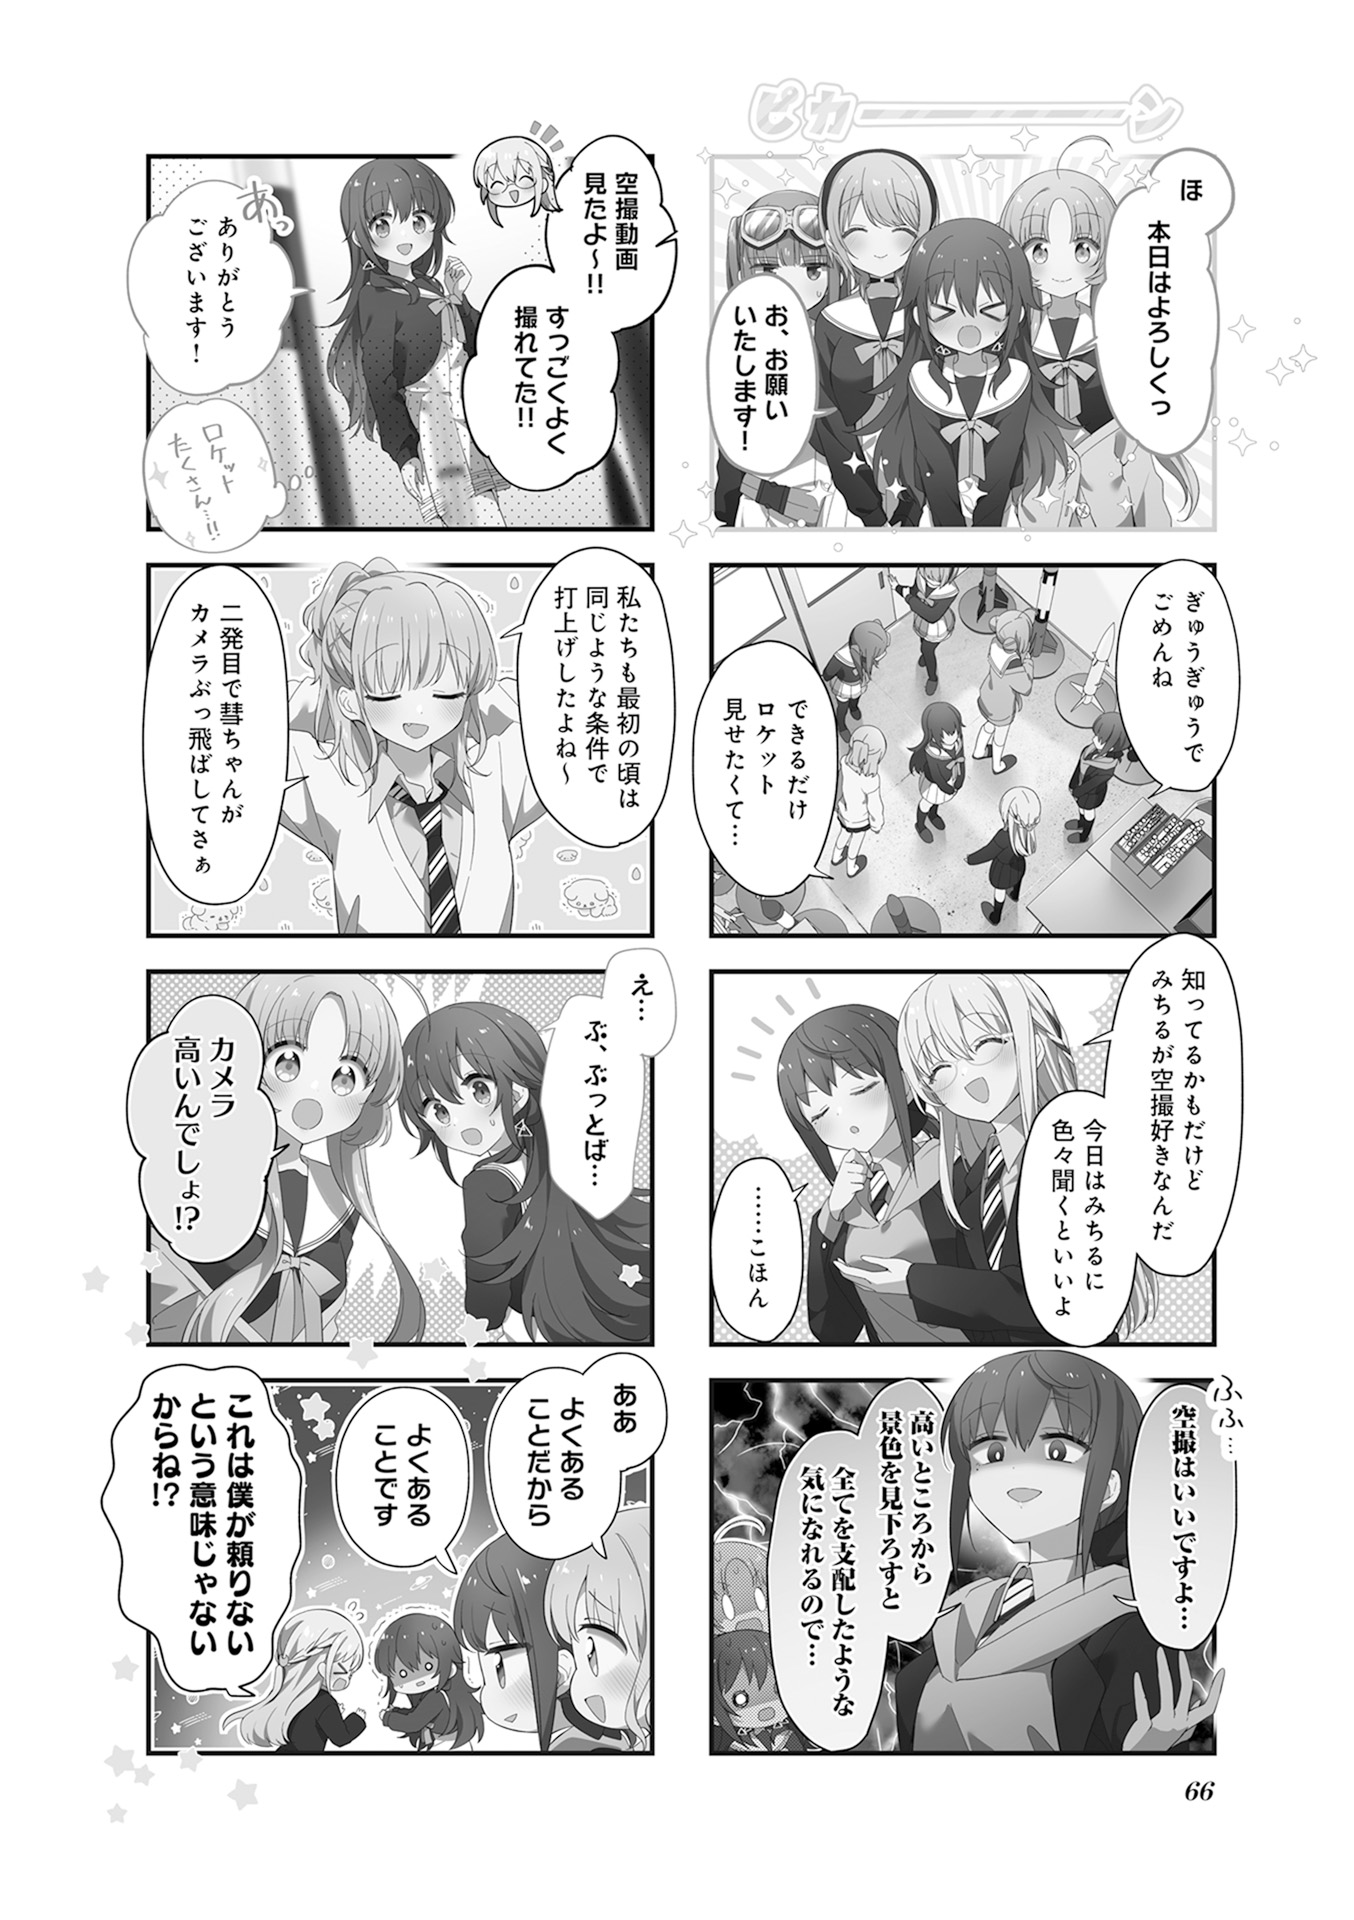 ピカーーーン
ほ
本日はよろしくっ
お、お願い
いたします！
ぎゅうぎゅうで
ごめんね
できるだけ
ロケット
見せたくて…
知ってるかもだけど
みちるが空撮好きなんだ
今日はみちるに
色々聞くといいよ
……こほん
ふふ…
空撮はいいですよ…
高いところから
景色を見下ろすと
全てを支配したような
気になれるので…
空撮動画
見たよ～!!
すっごくよく
撮れてた!!
あっ
ありがとう
ございます！
ロケット
たくさん…!!
私たちも最初の頃は
同じような条件で
打上げしたよね～
二発目で彗ちゃんが
カメラぶっ飛ばしてさぁ
え…
ぶ、ぶっとば…
カメラ
高いんでしょ!?
ああ
よくある
ことだから
よくある
ことです
これは僕が頼りない
という意味じゃない
からね!?
66